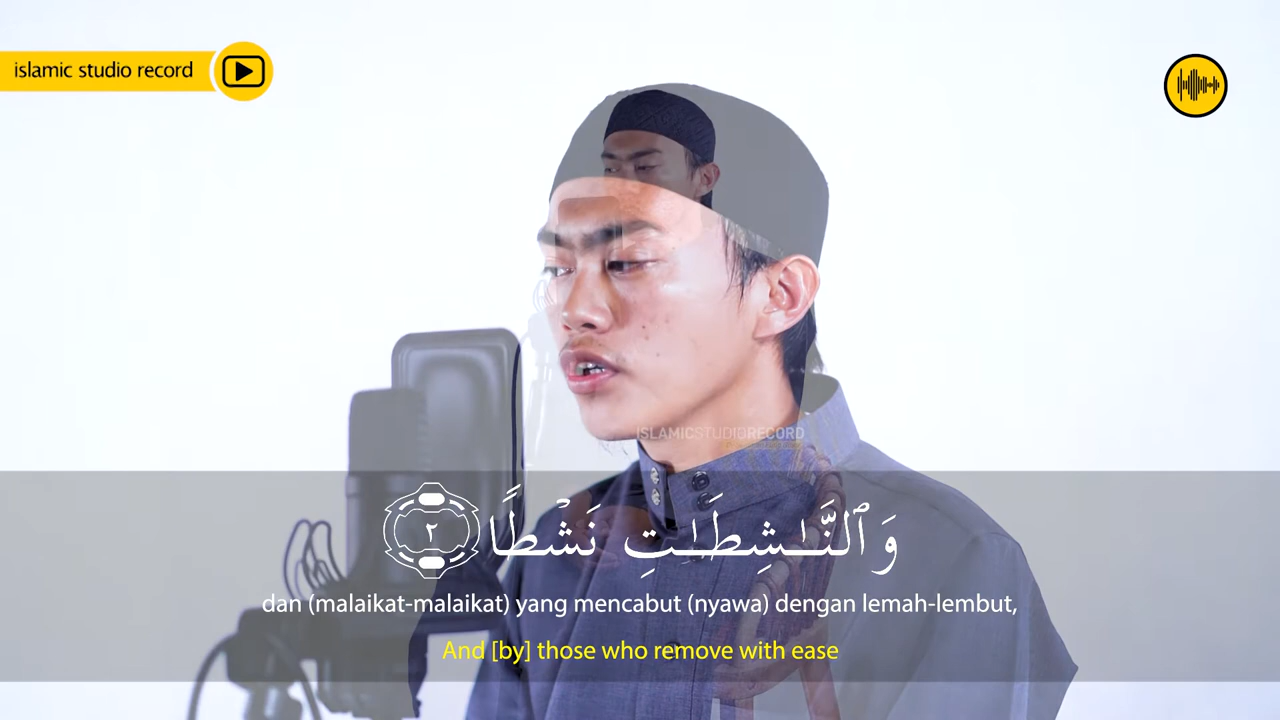 islamic studio record
ISLAMICSTUDIORECORD
وَٱلنَّـٰشِطَـٰتِ نَشْطًا ٢
dan (malaikat-malaikat) yang mencabut (nyawa) dengan lemah-lembut,
And [by] those who remove with ease